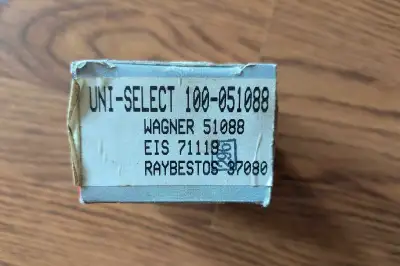 UNI-SELECT 100-051088
WAGNER 51088
EIS 71118
RAYBESTOS 37080